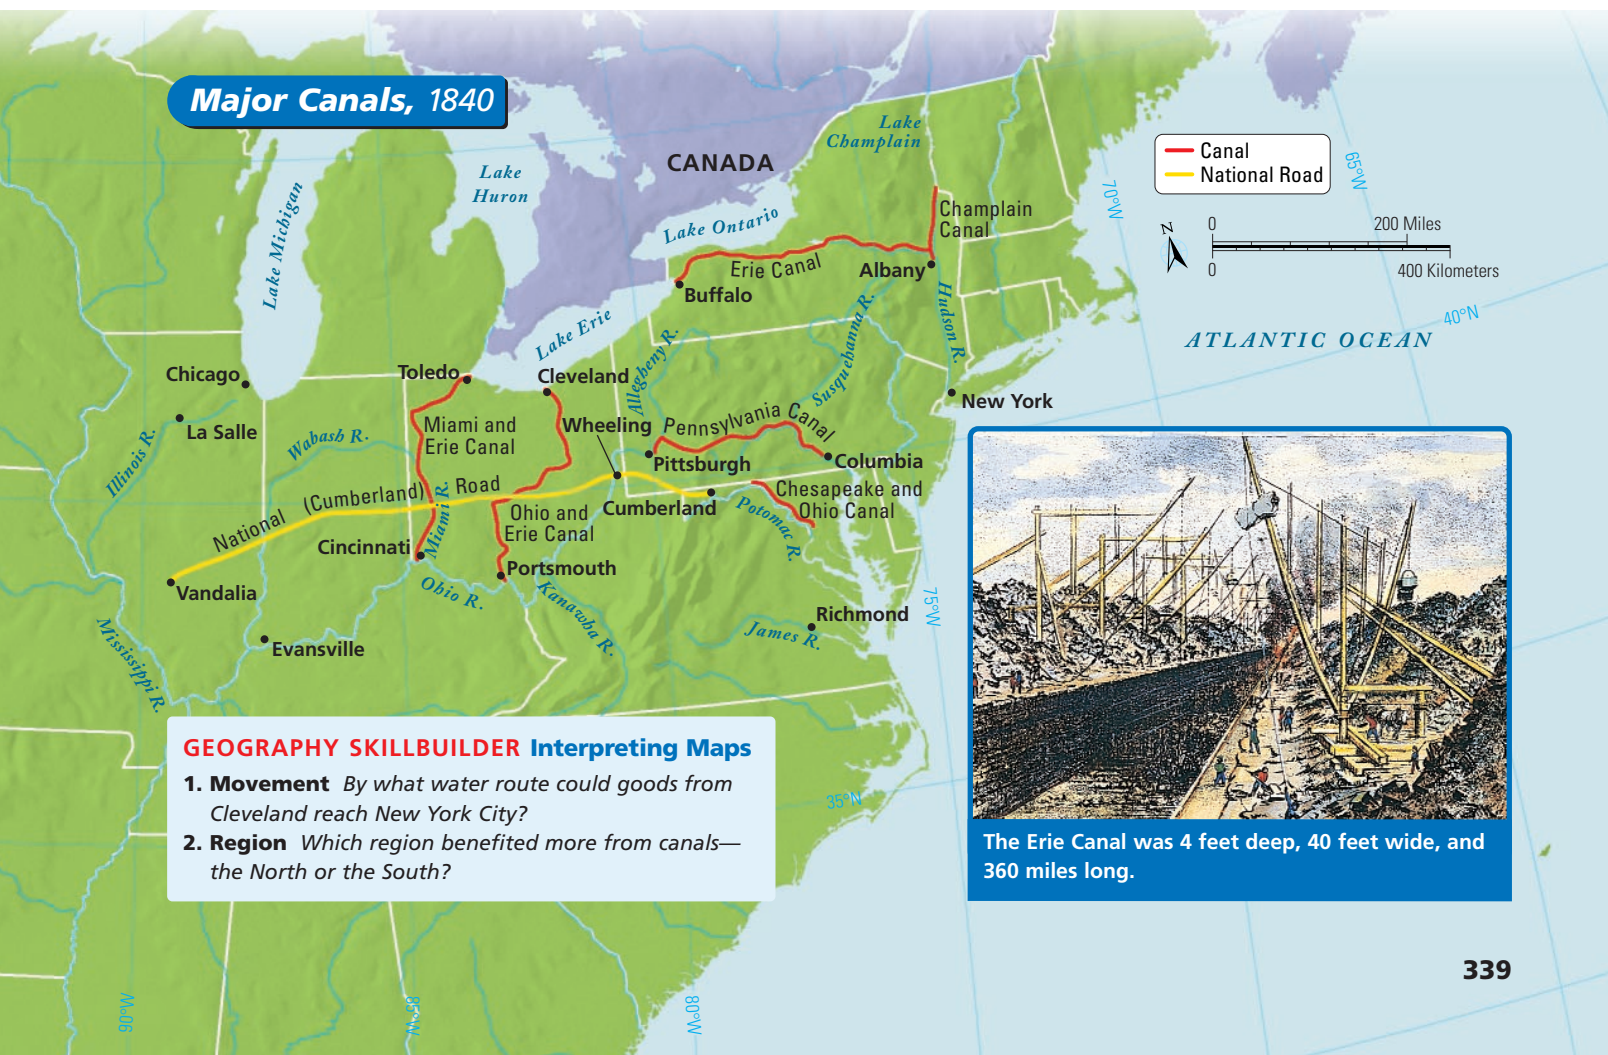 Major Canals, 1840
Lake
Champlain
CANADA
Lake
Huron
Lake Michigan
Lake Ontario
Champlain
Canal
Erie Canal
Albany
Buffalo
Hudson R.
Susquehanna R.
Lake Erie
Allegheny R.
Canal
National Road
N
0
200 Miles
0
400 Kilometers
65°W
70°W
40°N
ATLANTIC OCEAN
Chicago
Toledo
Cleveland
New York
La Salle
Illinois R.
Wabash R.
Miami and
Erie Canal
Wheeling
Pennsylvania Canal
Pittsburgh
Columbia
National (Cumberland) Road
Miami R.
Ohio and
Erie Canal
Cumberland
Chesapeake and
Ohio Canal
Potomac R.
Cincinnati
Portsmouth
Vandalia
Ohio R.
Kanawha R.
75°W
Richmond
James R.
Evansville
Mississippi R.
GEOGRAPHY SKILLBUILDER Interpreting Maps
1. Movement By what water route could goods from
Cleveland reach New York City?
2. Region Which region benefited more from canals—
the North or the South?
35°N
90°W
85°W
80°W
The Erie Canal was 4 feet deep, 40 feet wide, and
360 miles long.
339